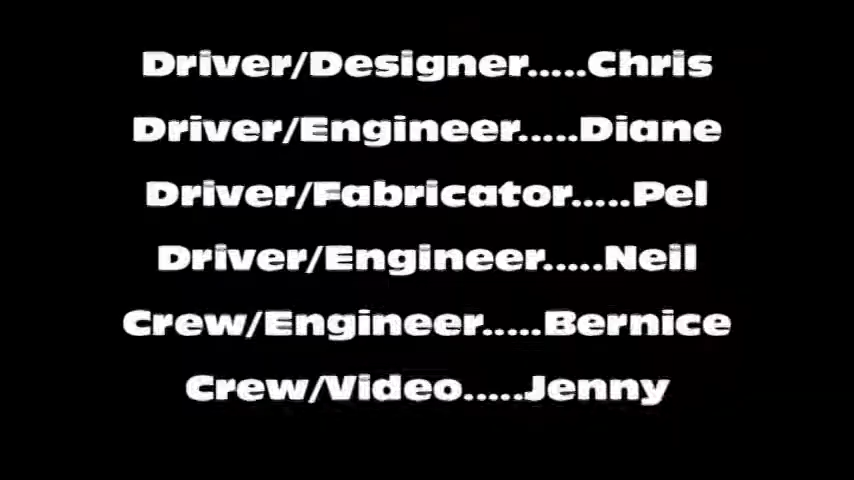 Driver/Designer.....Chris
Driver/Engineer.....Diane
Driver/Fabricator.....Pel
Driver/Engineer.....Neil
Crew/Engineer.....Bernice
Crew/Video.....Jenny